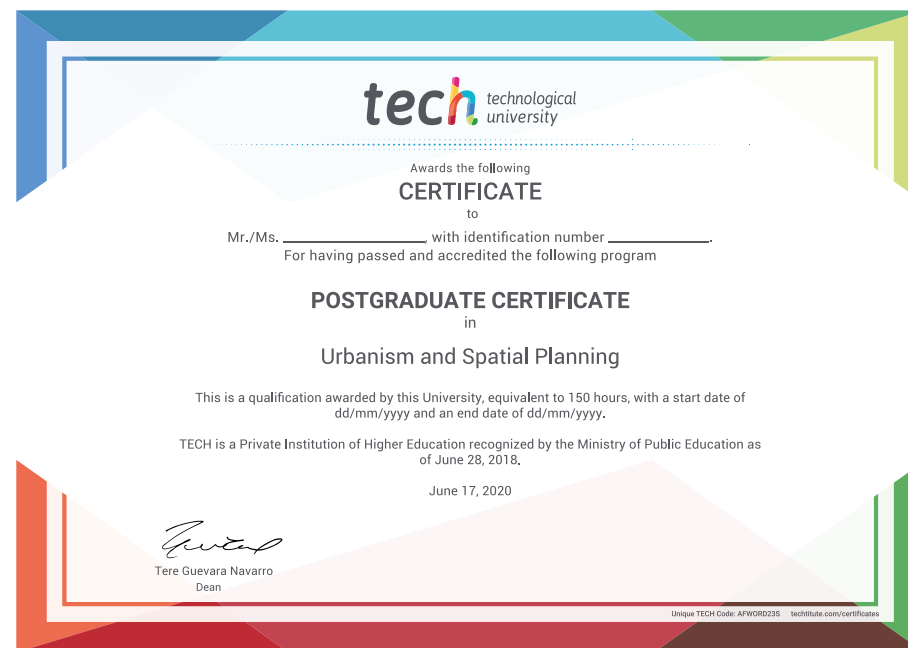 tech technological
university
Awards the following
CERTIFICATE
to
Mr./Ms. ____________________, with identification number ______________.
For having passed and accredited the following program
POSTGRADUATE CERTIFICATE
in
Urbanism and Spatial Planning
This is a qualification awarded by this University, equivalent to 150 hours, with a start date of
dd/mm/yyyy and an end date of dd/mm/yyyy.
TECH is a Private Institution of Higher Education recognized by the Ministry of Public Education as
of June 28, 2018.
June 17, 2020
Tere Guevara Navarro
Dean
Unique TECH Code: AFWORD23S techtitute.com/certificates